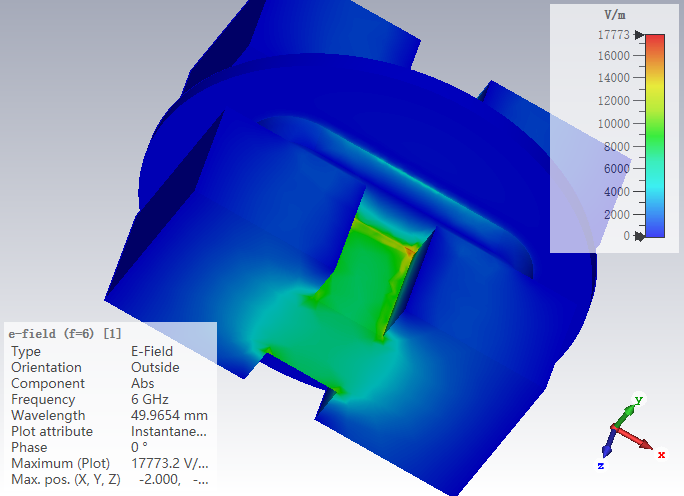 V/m
17773
16000
14000
12000
10000
8000
6000
4000
2000
0
e-field (f=6) [1]
Type E-Field
Orientation Outside
Component Abs
Frequency 6 GHz
Wavelength 49.9654 mm
Plot attribute Instantane...
Phase 0 °
Maximum (Plot) 17773.2 V/...
Max. pos. (X, Y, Z) -2.000, -...
Y
x
z